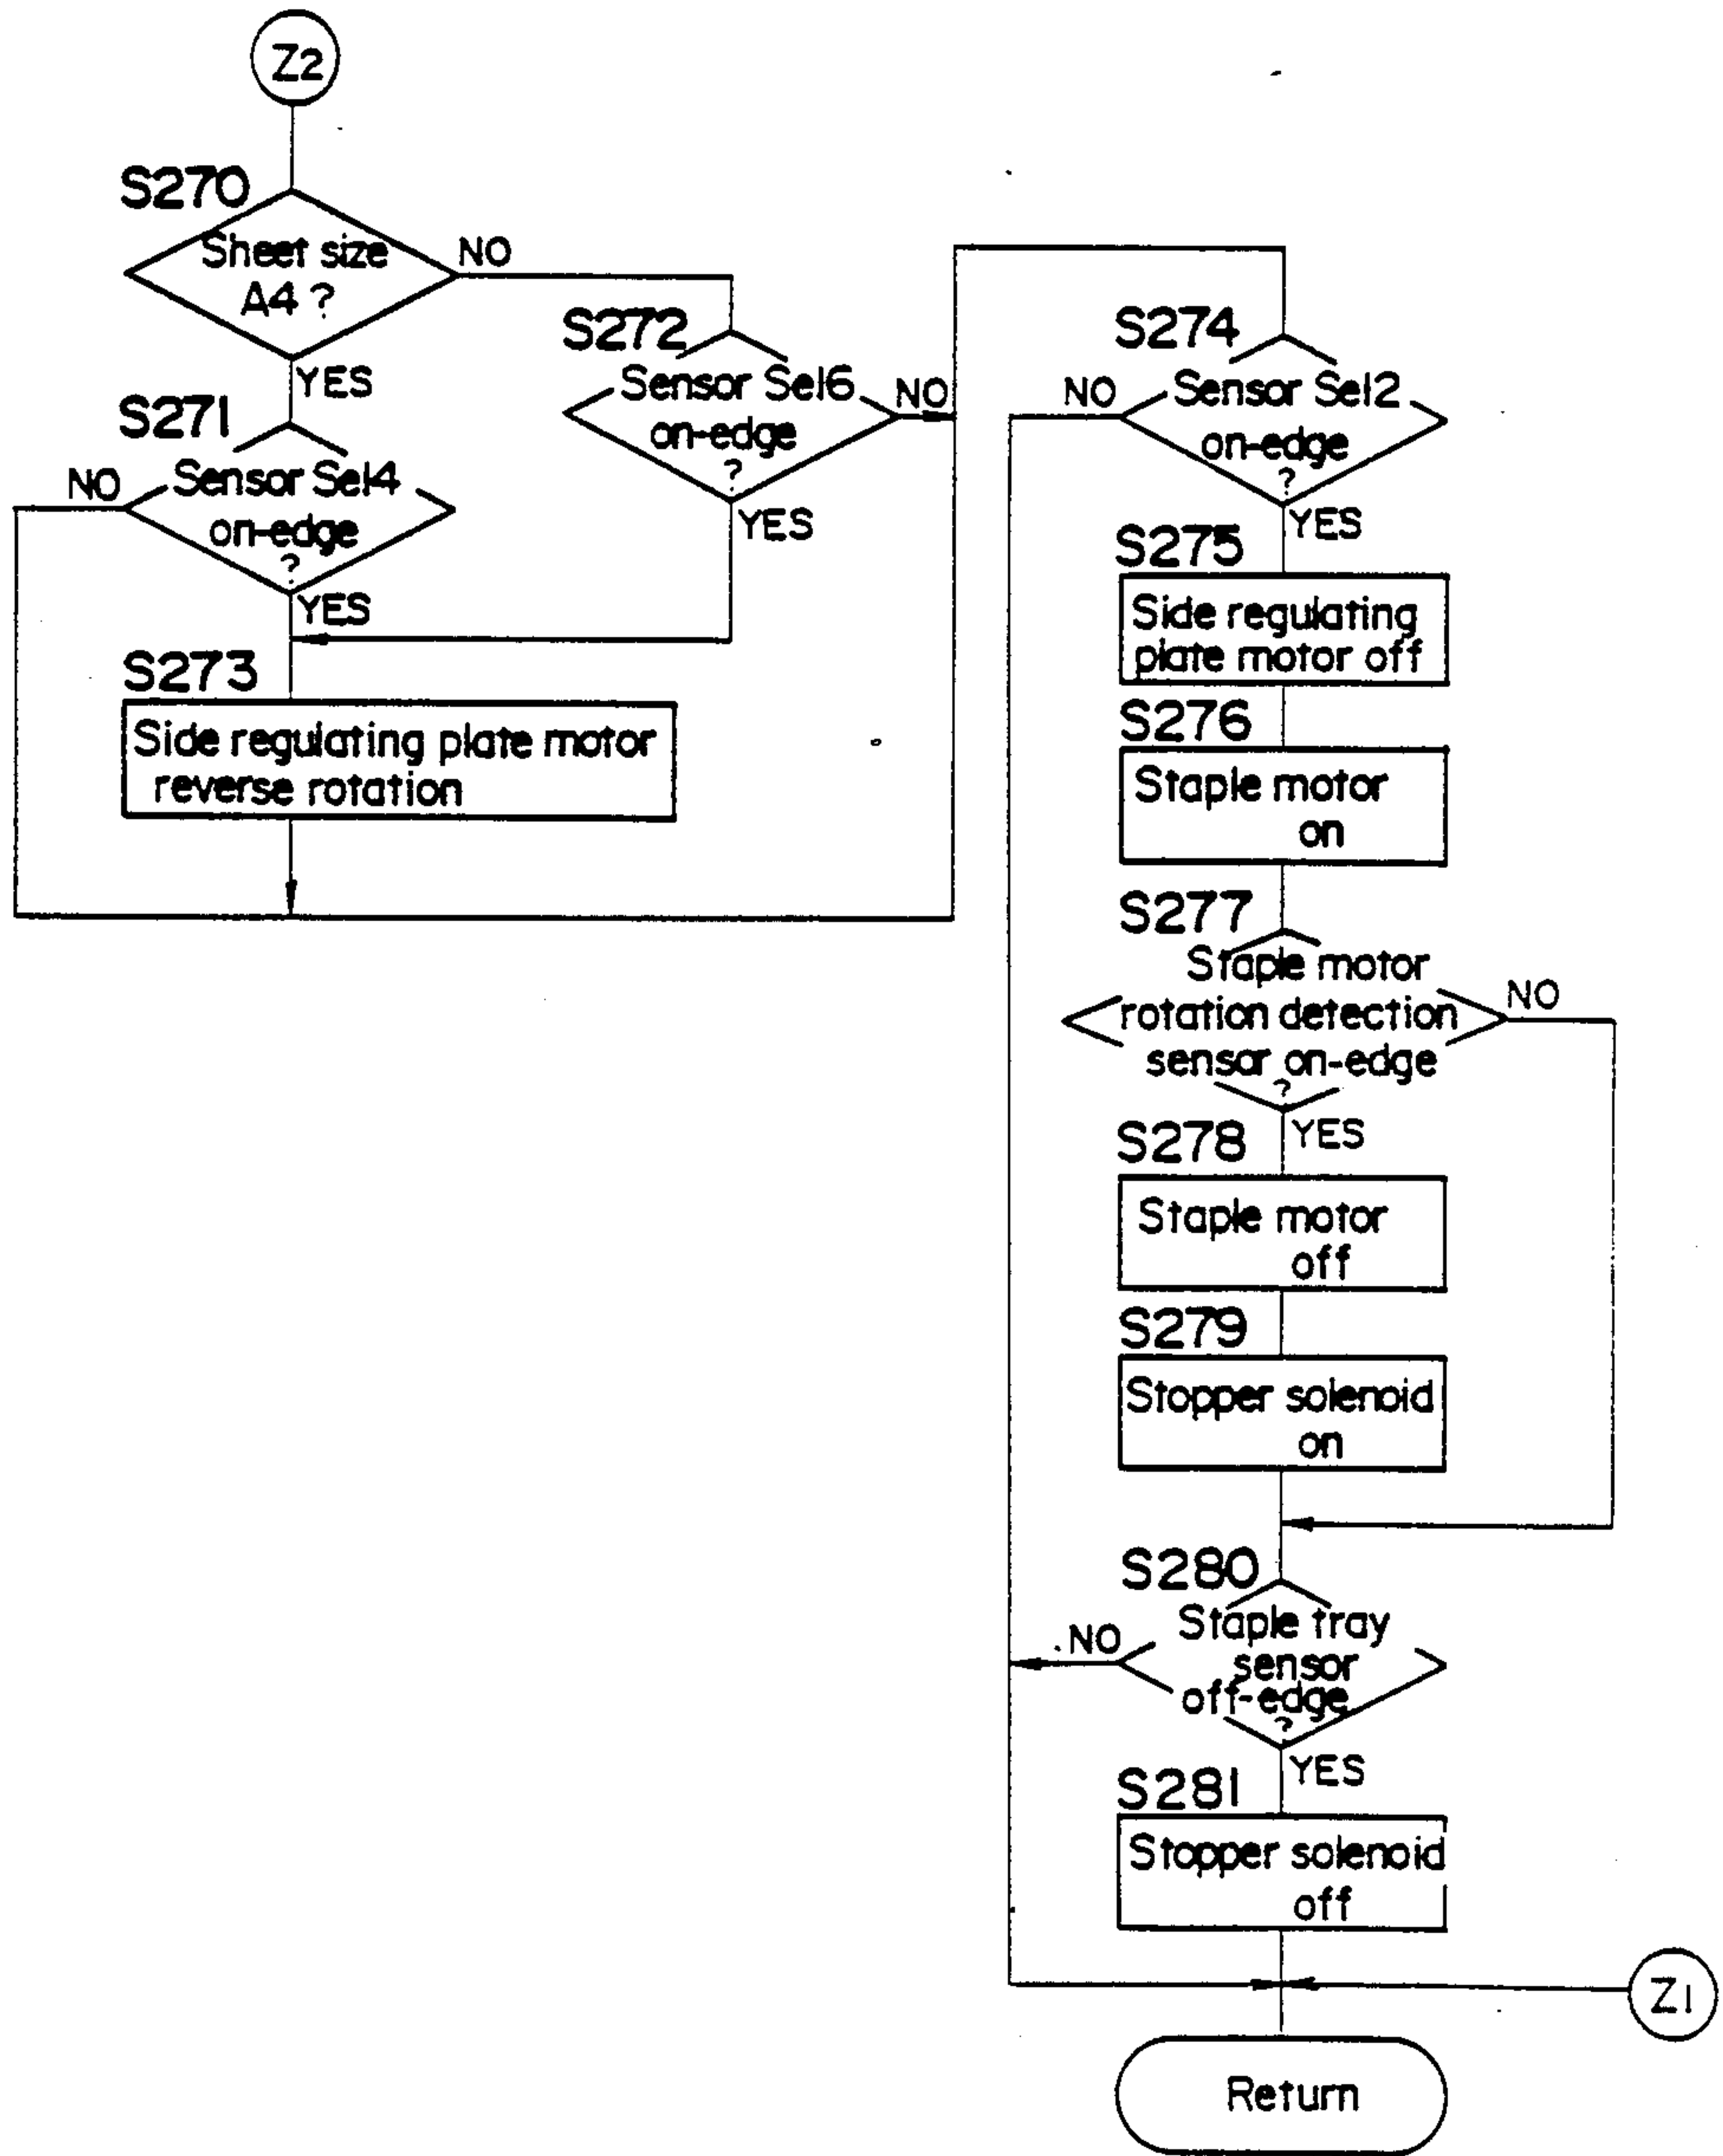 Z2
S270
Sheet size
A4 ?
NO
YES
S271
Sensor Se14
on-edge
?
NO
YES
S272
Sensor Se16
on-edge
?
NO
YES
S273
Side regulating plate motor
reverse rotation
S274
Sensor Se12
on-edge
?
NO
YES
S275
Side regulating
plate motor off
S276
Staple motor
on
S277
Staple motor
rotation detection
sensar on-edge
?
NO
YES
S278
Staple motor
off
S279
Stopper solenoid
on
S280
Staple tray
sensor
off-edge
?
NO
YES
S281
Stopper solenoid
off
Z1
Return